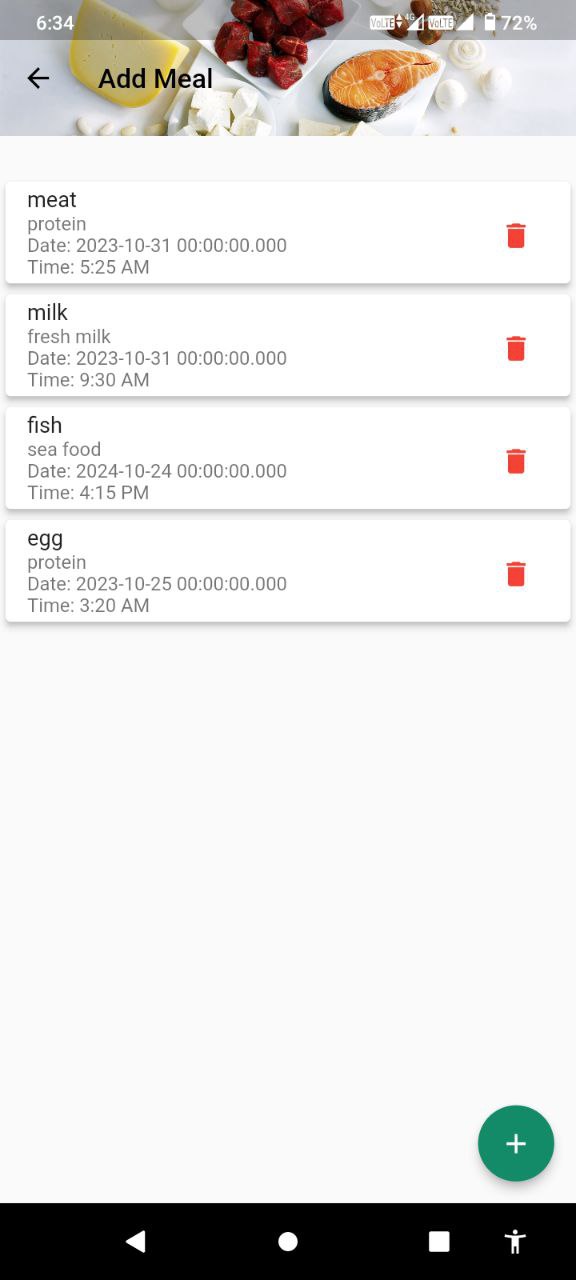 6:34 VoLTE 4G VoLTE 72%
Add Meal
meat
protein
Date: 2023-10-31 00:00:00.000
Time: 5:25 AM
milk
fresh milk
Date: 2023-10-31 00:00:00.000
Time: 9:30 AM
fish
sea food
Date: 2024-10-24 00:00:00.000
Time: 4:15 PM
egg
protein
Date: 2023-10-25 00:00:00.000
Time: 3:20 AM